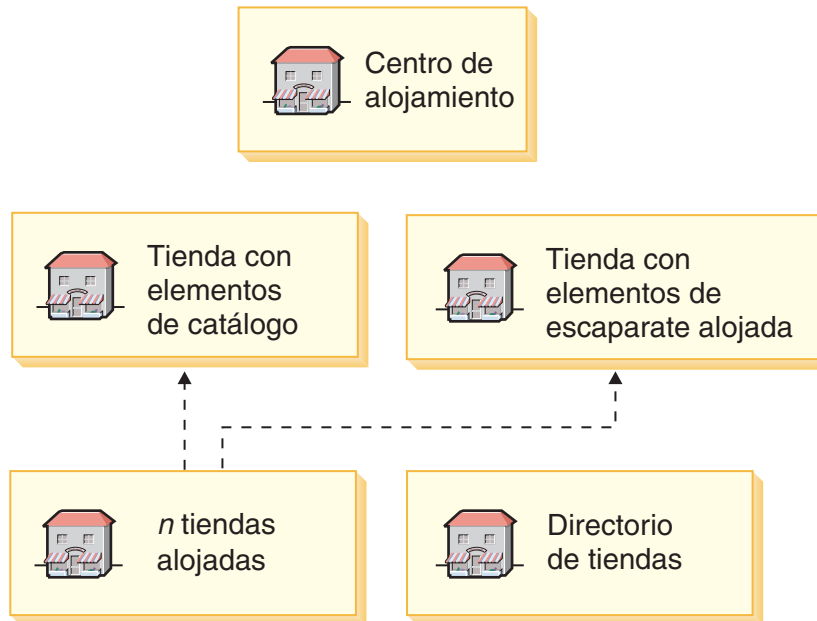 Centro de
alojamiento
Tienda con
elementos
de catálogo
Tienda con
elementos de
escaparate alojada
n tiendas
alojadas
Directorio
de tiendas